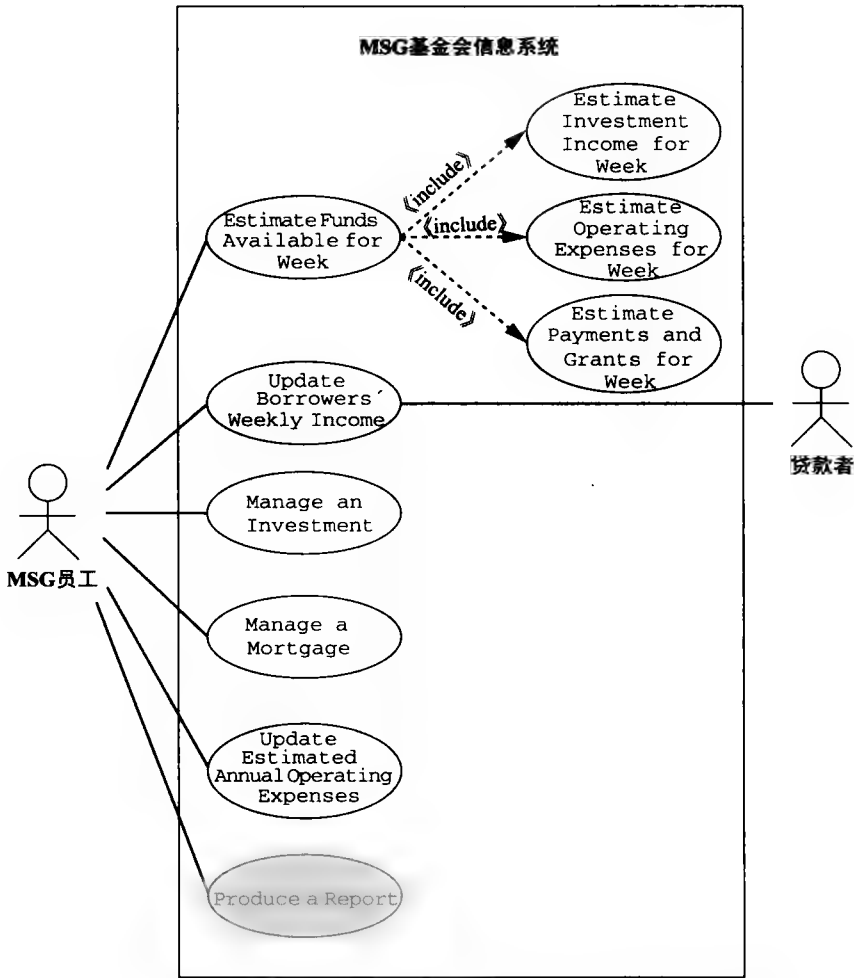 MSG基金会信息系统
Estimate
Investment
Income for
Week
《include》
Estimate Funds
Available for
Week
《include》
Estimate
Operating
Expenses for
Week
《include》
Estimate
Payments and
Grants for
Week
Update
Borrowers´
Weekly Income
贷款者
Manage an
Investment
MSG员工
Manage a
Mortgage
Update
Estimated
Annual Operating
Expenses
Produce a Report